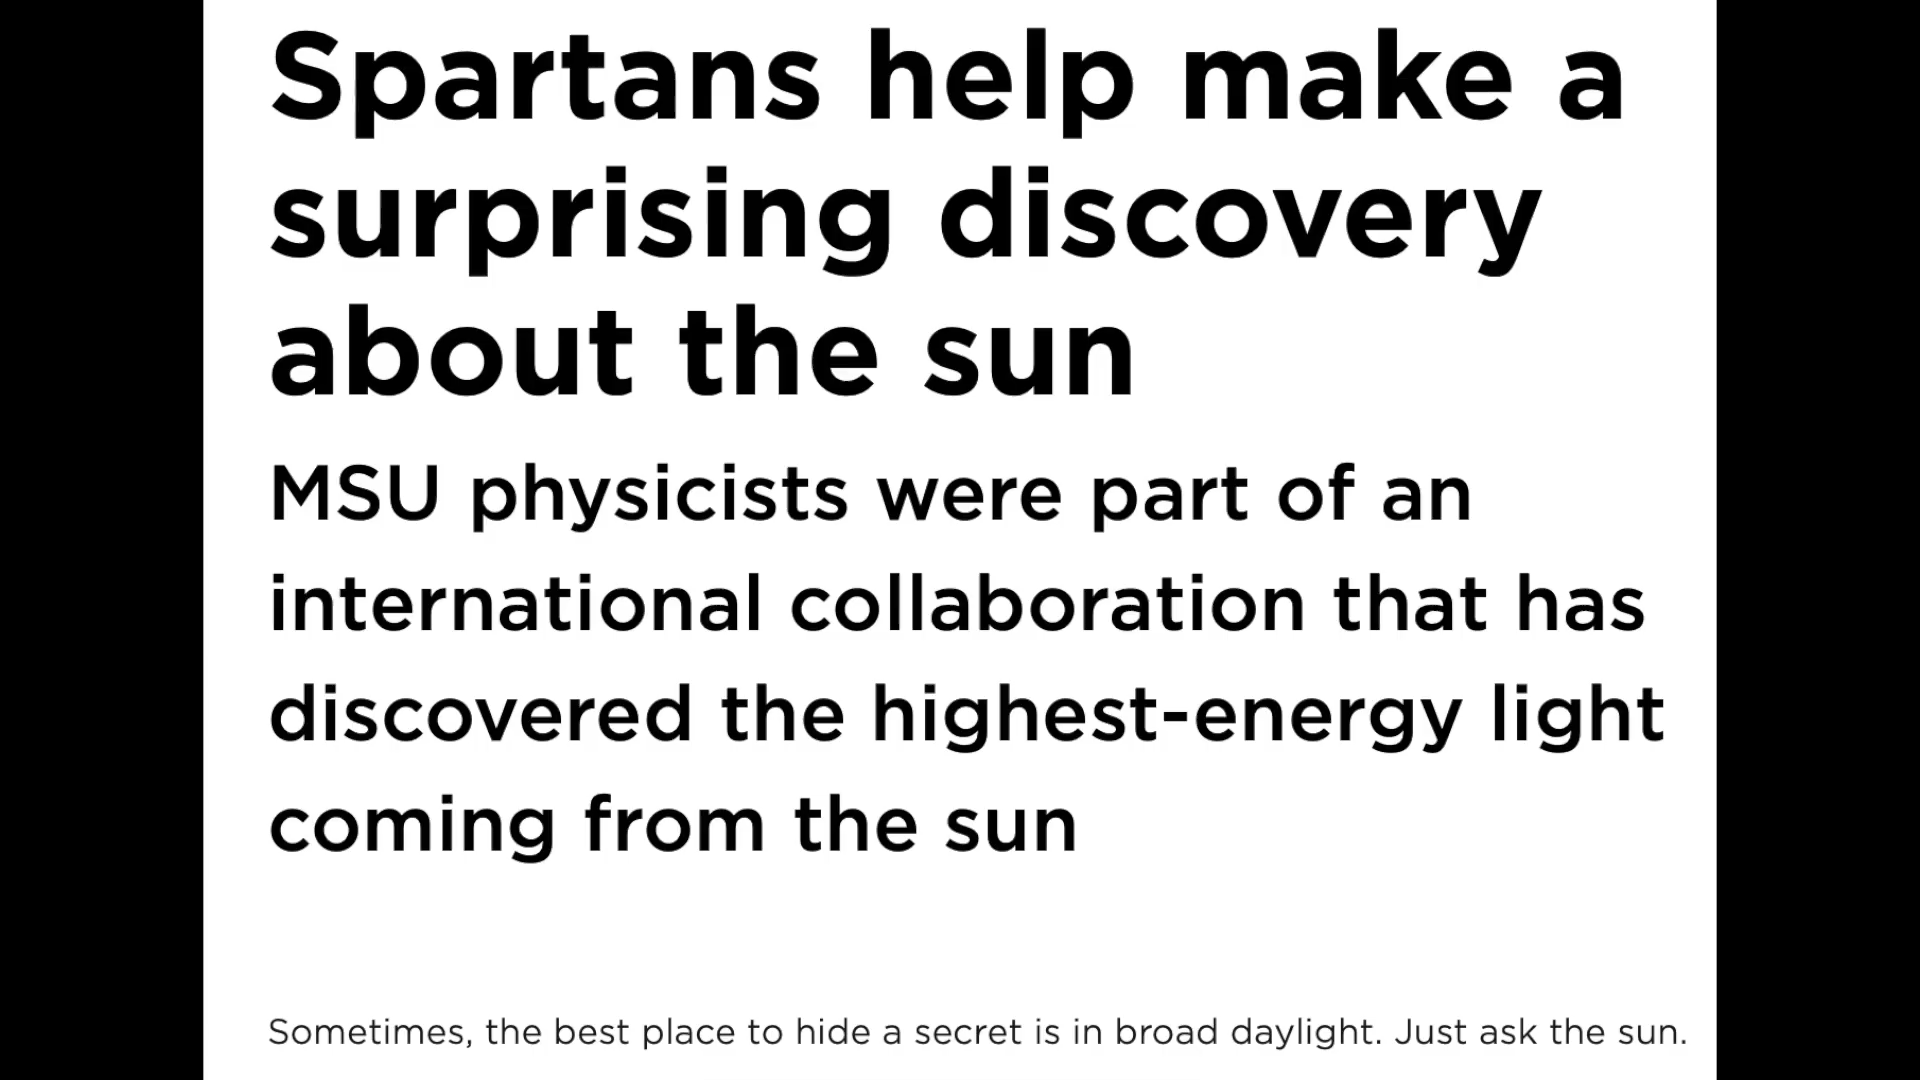 Spartans help make a
surprising discovery
about the sun
MSU physicists were part of an
international collaboration that has
discovered the highest-energy light
coming from the sun
Sometimes, the best place to hide a secret is in broad daylight. Just ask the sun.